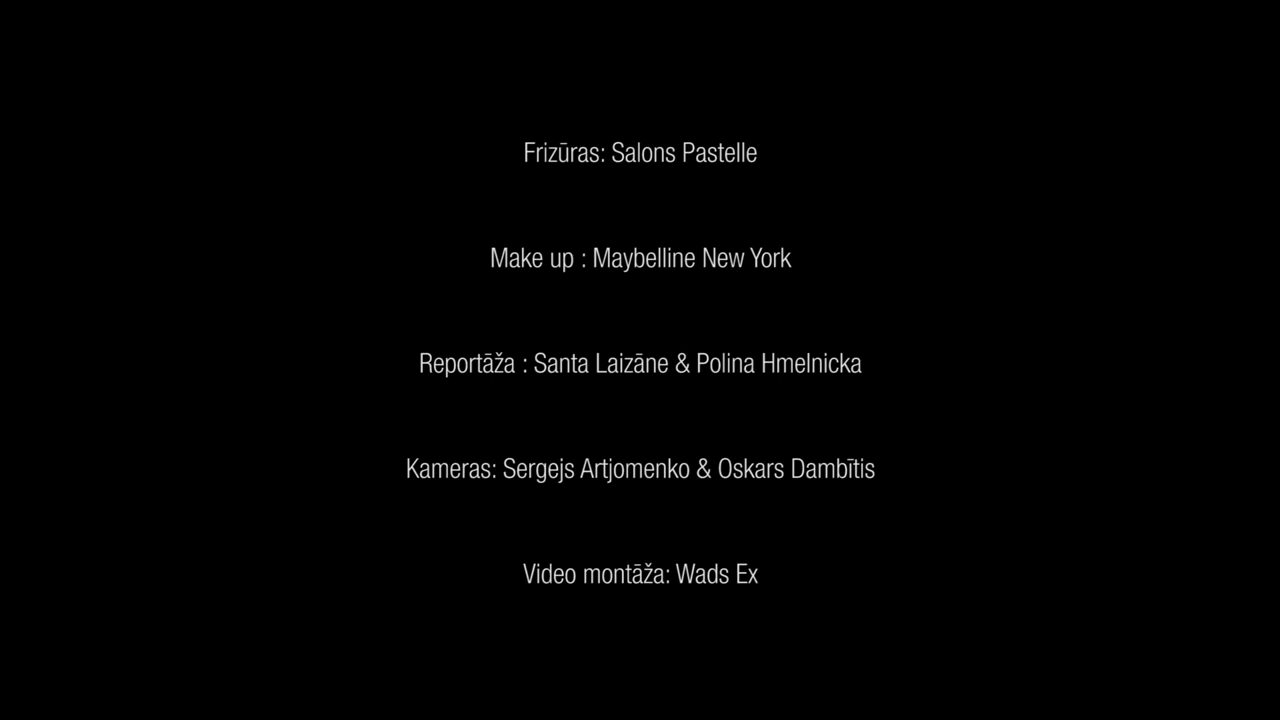 Frizūras: Salons Pastelle
Make up : Maybelline New York
Reportāža : Santa Laizāne & Polina Hmelnicka
Kameras: Sergejs Artjomenko & Oskars Dambītis
Video montāža: Wads Ex